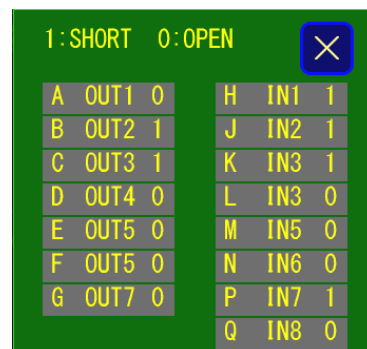 1:SHORT 0:OPEN
A OUT1 0
B OUT2 1
C OUT3 1
D OUT4 0
E OUT5 0
F OUT5 0
G OUT7 0
H IN1 1
J IN2 1
K IN3 1
L IN3 0
M IN5 0
N IN6 0
P IN7 1
Q IN8 0